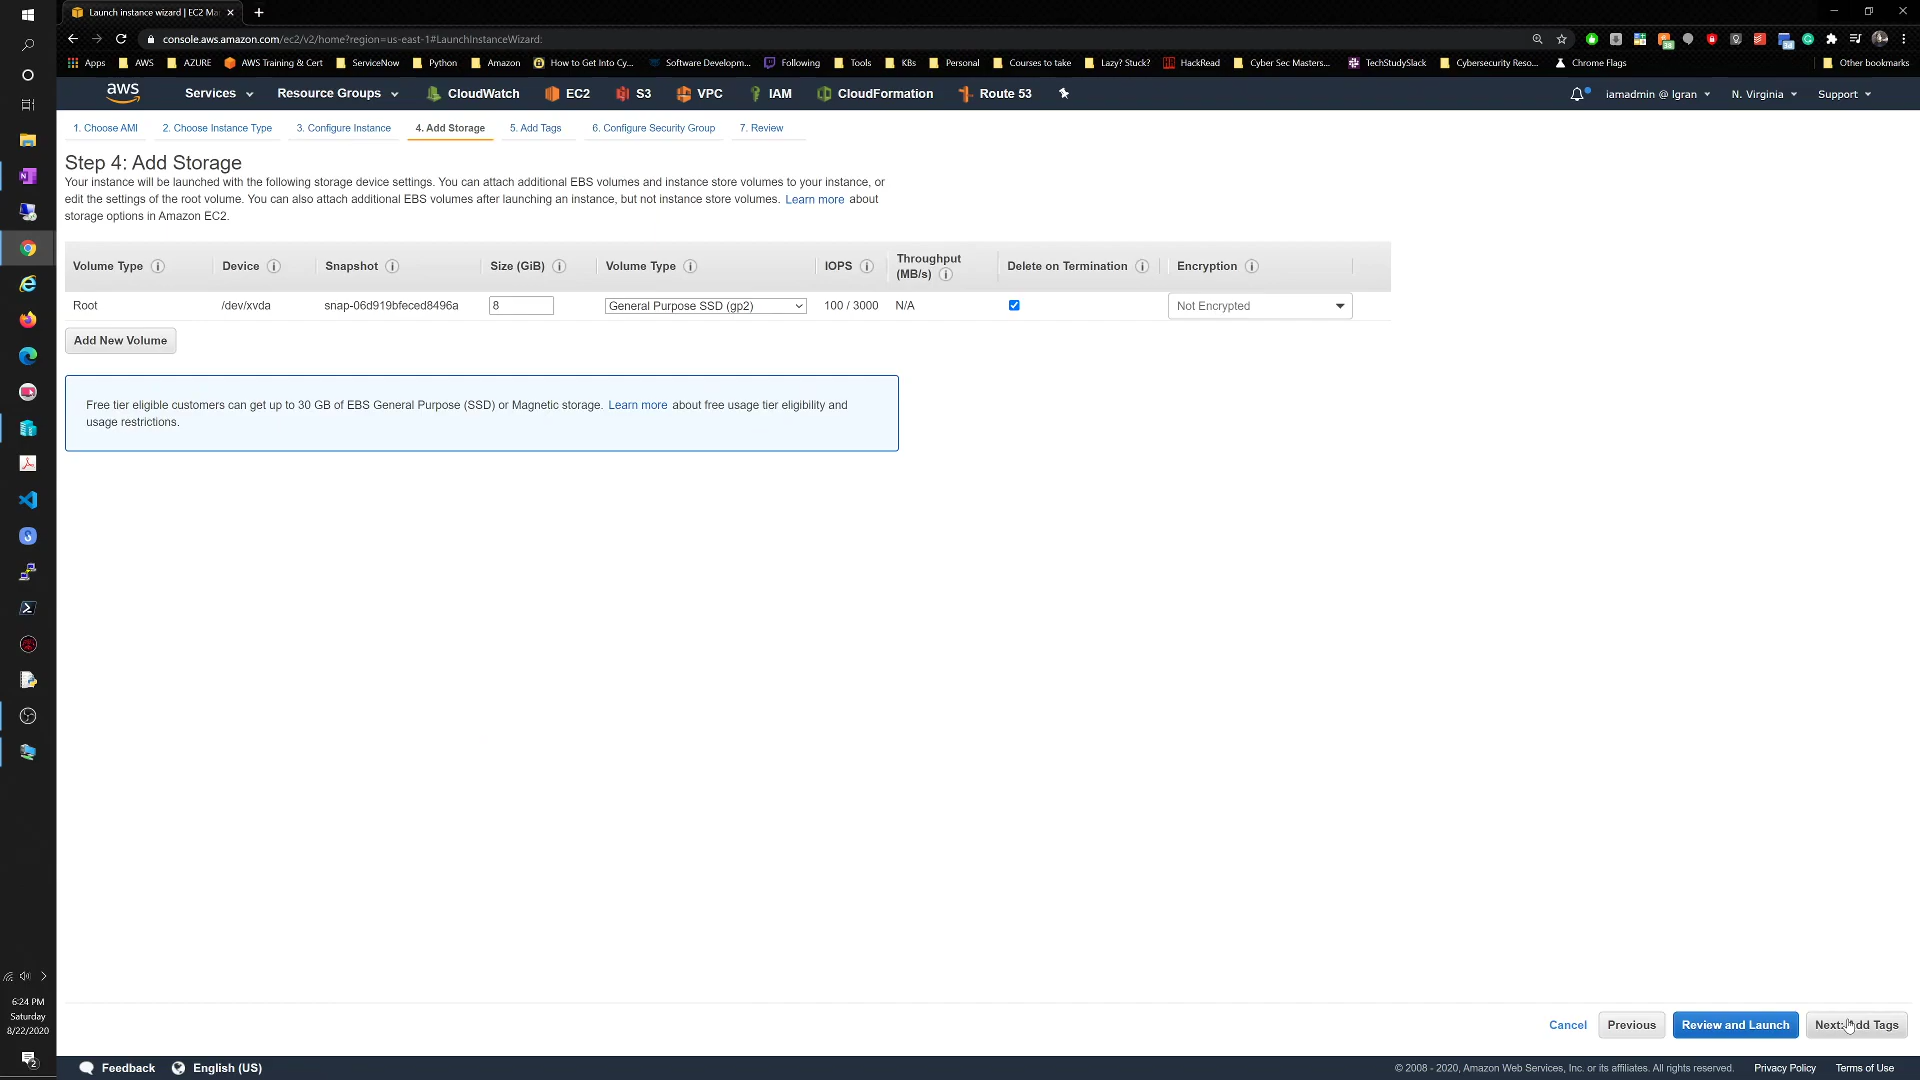 Launch instance wizard | EC2 Ma
console.aws.amazon.com/ec2/v2/home?region=us-east-1#LaunchInstanceWizard:
Apps AWS AZURE AWS Training & Cert ServiceNow Python Amazon How to Get Into Cy... Software Developm... Following Tools KBs Personal Courses to take Lazy? Stuck? HackRead Cyber Sec Masters... TechStudySlack Cybersecurity Reso... Chrome Flags Other bookmarks
aws Services Resource Groups CloudWatch EC2 S3 VPC IAM CloudFormation Route 53 iamadmin @ lgran N. Virginia Support
1. Choose AMI 2. Choose Instance Type 3. Configure Instance 4. Add Storage 5. Add Tags 6. Configure Security Group 7. Review
Step 4: Add Storage
Your instance will be launched with the following storage device settings. You can attach additional EBS volumes and instance store volumes to your instance, or
edit the settings of the root volume. You can also attach additional EBS volumes after launching an instance, but not instance store volumes. Learn more about
storage options in Amazon EC2.
Volume Type Device Snapshot Size (GiB) Volume Type IOPS Throughput (MB/s) Delete on Termination Encryption
Root /dev/xvda snap-06d919bfeced8496a 8 General Purpose SSD (gp2) 100 / 3000 N/A Not Encrypted
Add New Volume
Free tier eligible customers can get up to 30 GB of EBS General Purpose (SSD) or Magnetic storage. Learn more about free usage tier eligibility and
usage restrictions.
Cancel Previous Review and Launch Next: Add Tags
6:24 PM
Saturday
8/22/2020
2
Feedback English (US) © 2008 - 2020, Amazon Web Services, Inc. or its affiliates. All rights reserved. Privacy Policy Terms of Use